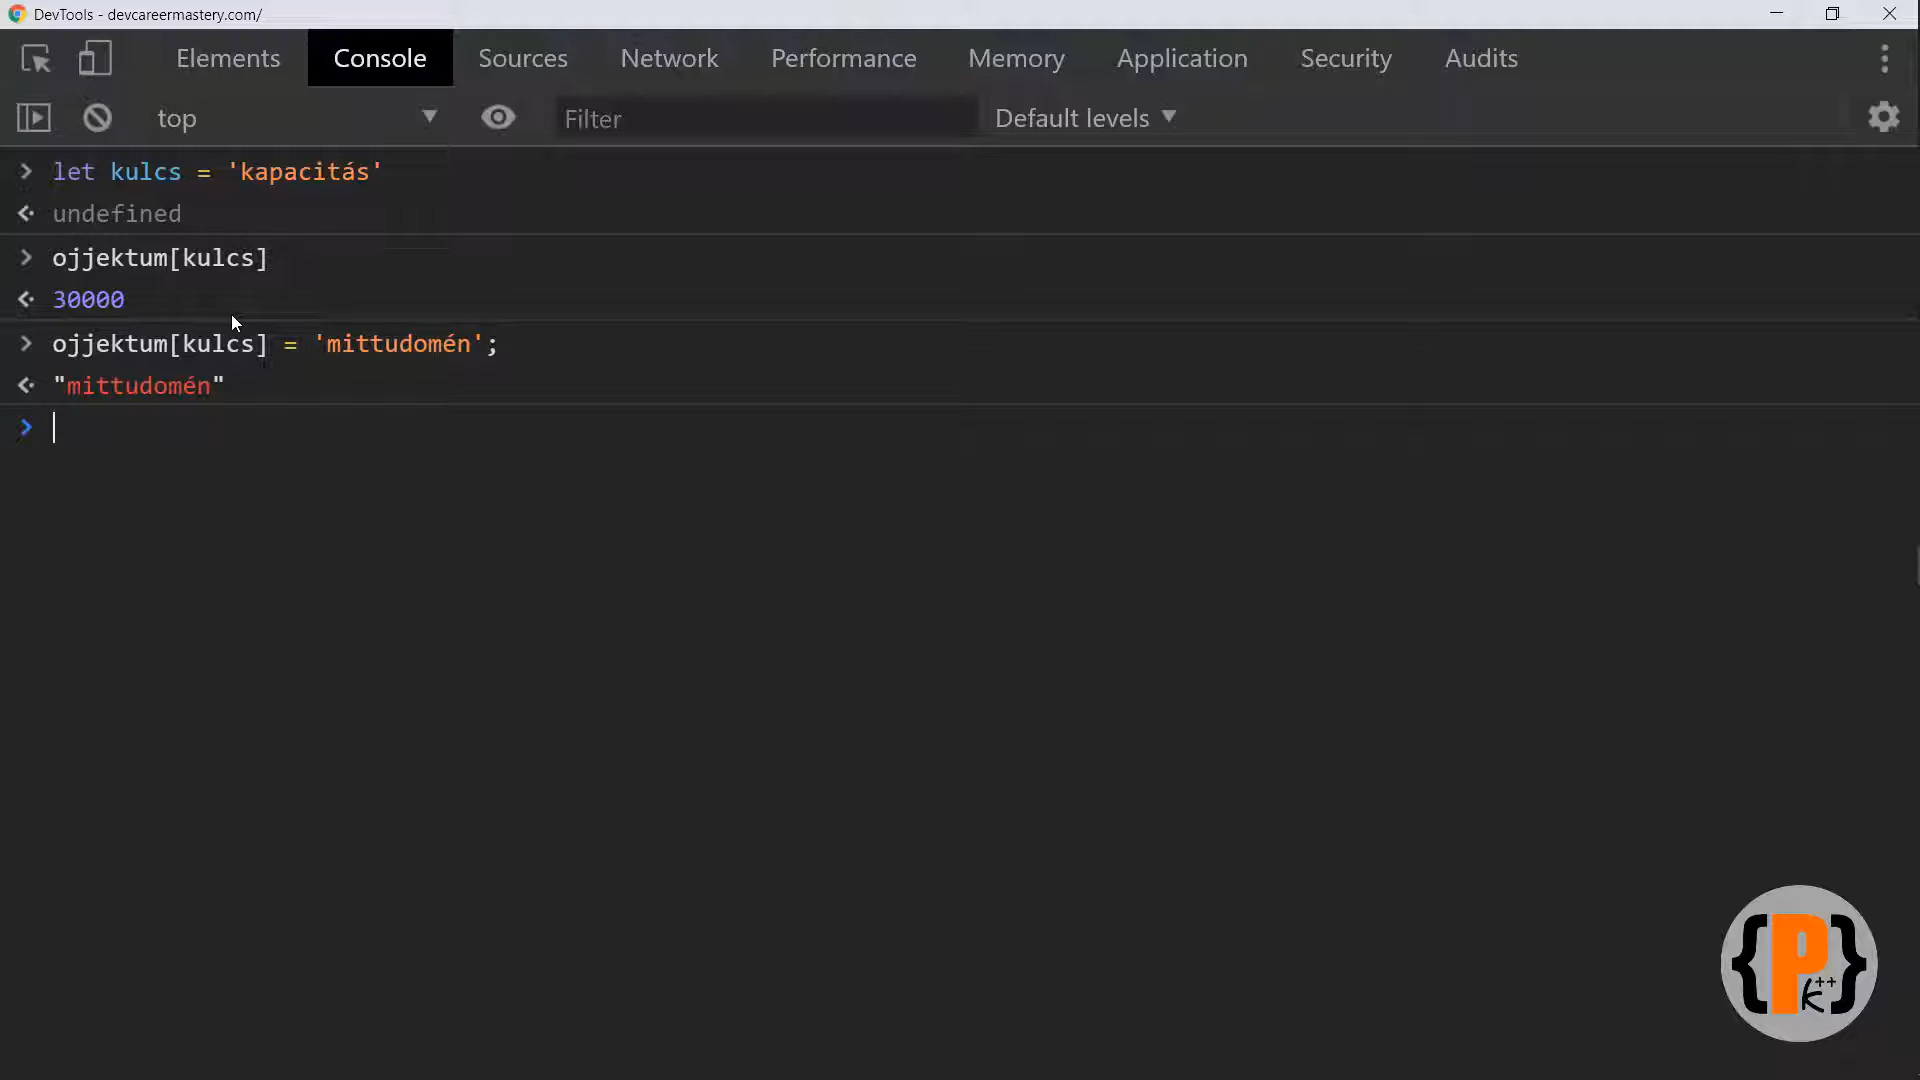 DevTools - devcareermastery.com/
Elements Console Sources Network Performance Memory Application Security Audits
top Filter Default levels
let kulcs = 'kapacitás'
undefined
ojjektum[kulcs]
30000
ojjektum[kulcs] = 'mittudomén';
"mittudomén"
{Pk++}